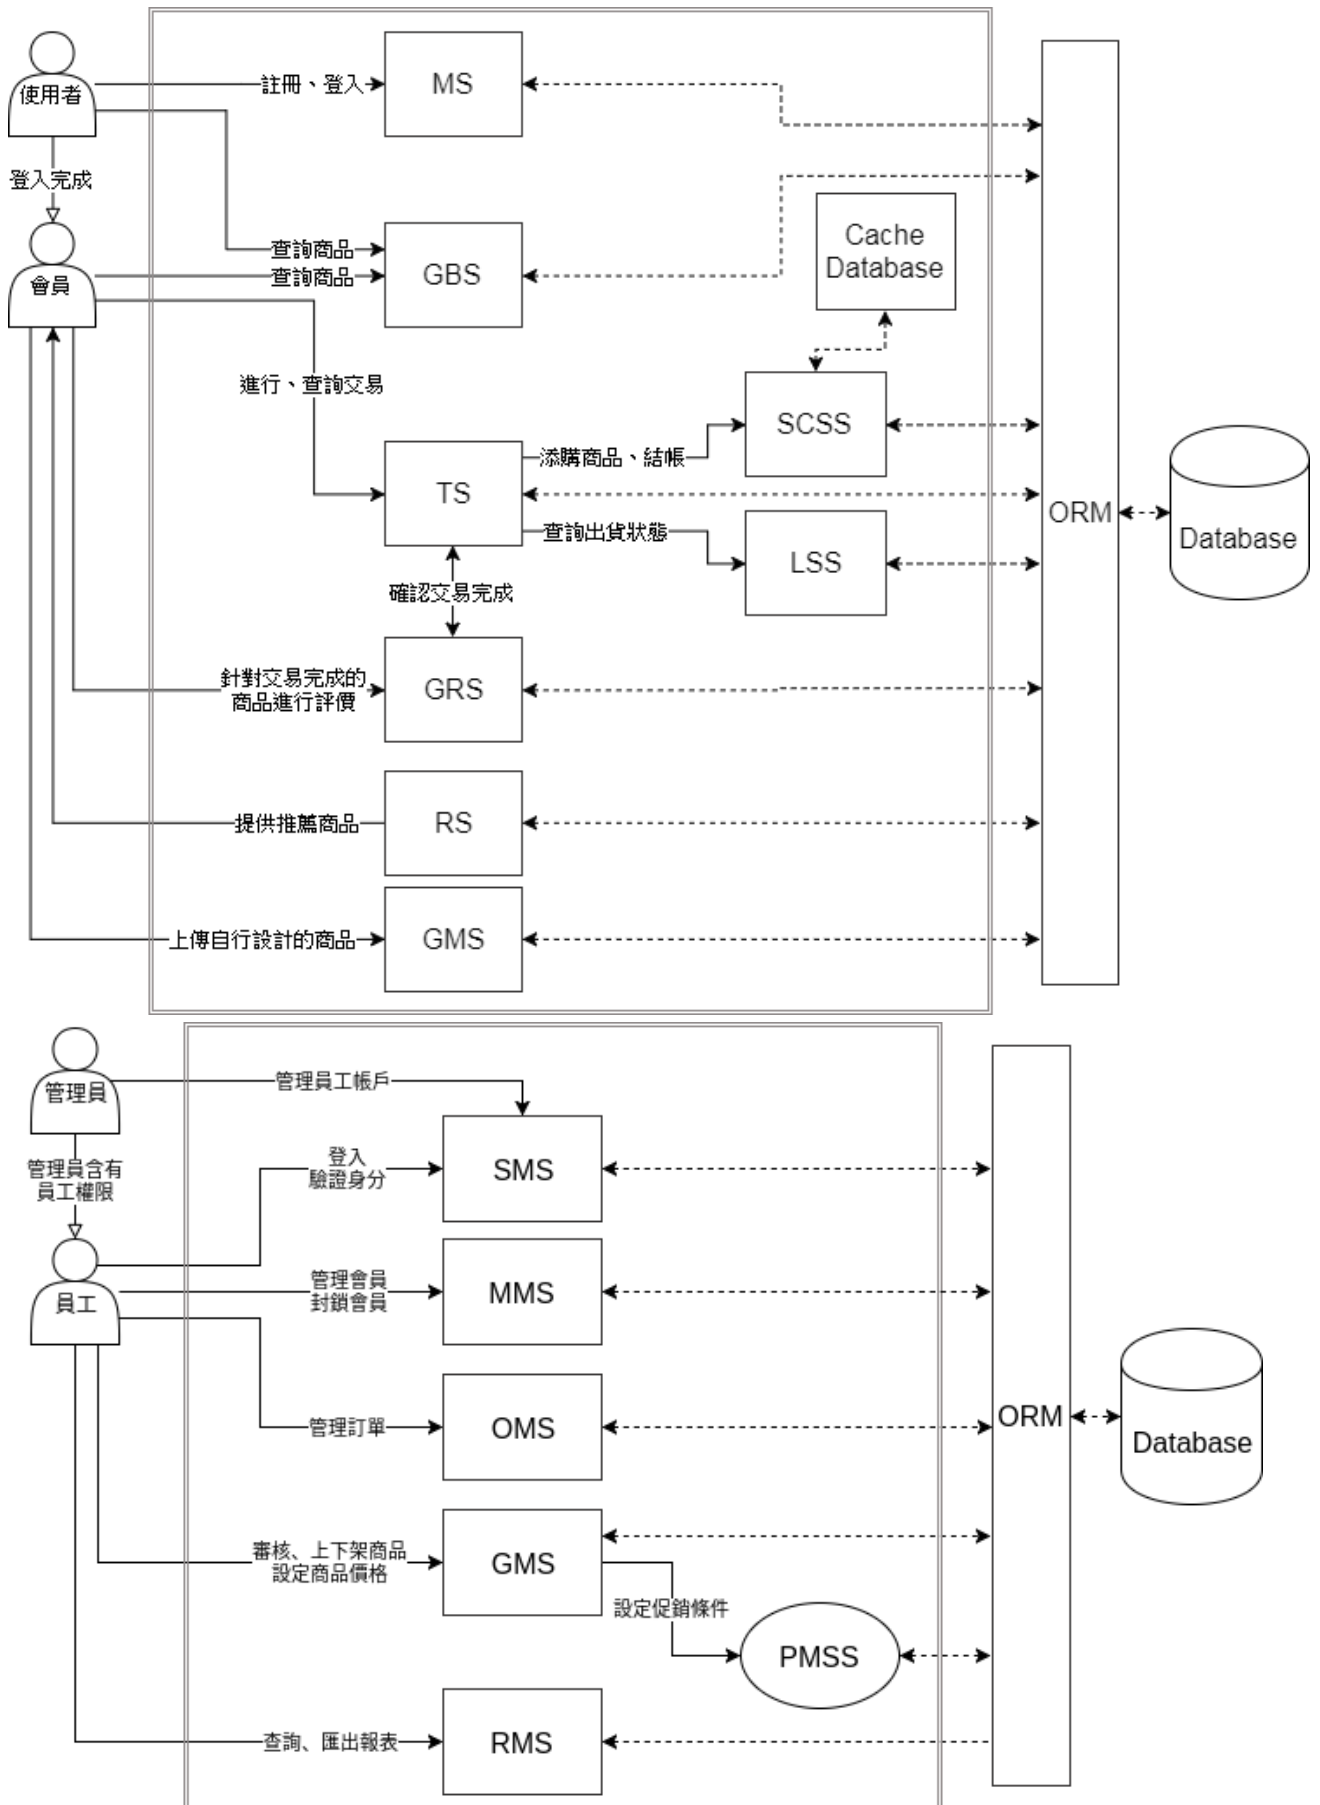 使用者
註冊、登入
MS
登入完成
查詢商品
查詢商品
會員
GBS
Cache
Database
進行、查詢交易
SCSS
添購商品、結帳
TS
查詢出貨狀態
LSS
ORM
Database
確認交易完成
針對交易完成的
商品進行評價
GRS
提供推薦商品
RS
上傳自行設計的商品
GMS
管理員
管理員工帳戶
管理員含有
員工權限
登入
驗證身分
SMS
員工
管理會員
封鎖會員
MMS
管理訂單
OMS
ORM
Database
審核、上下架商品
設定商品價格
GMS
設定促銷條件
PMSS
查詢、匯出報表
RMS